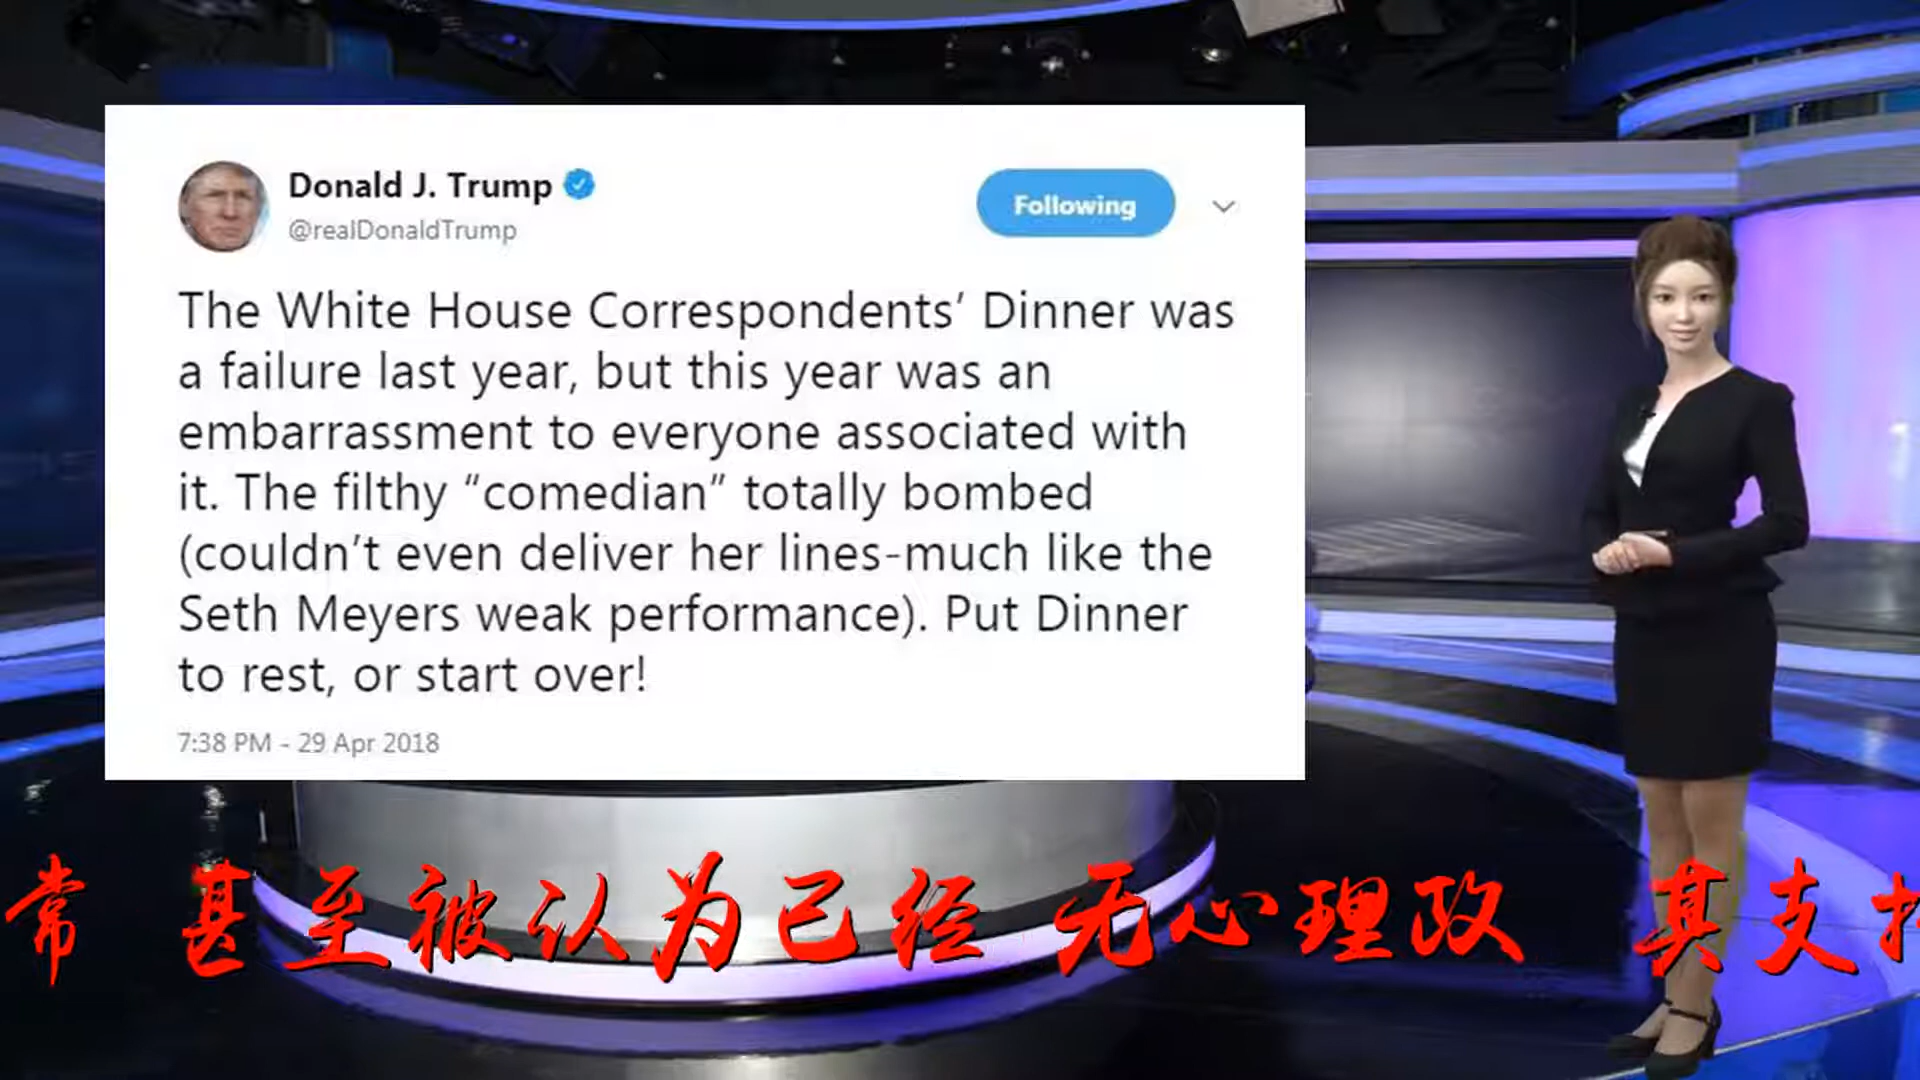 Donald J. Trump
@realDonaldTrump
Following
The White House Correspondents’ Dinner was
a failure last year, but this year was an
embarrassment to everyone associated with
it. The filthy “comedian” totally bombed
(couldn’t even deliver her lines-much like the
Seth Meyers weak performance). Put Dinner
to rest, or start over!
7:38 PM - 29 Apr 2018
常 甚至被认为已经 无心理政 其支